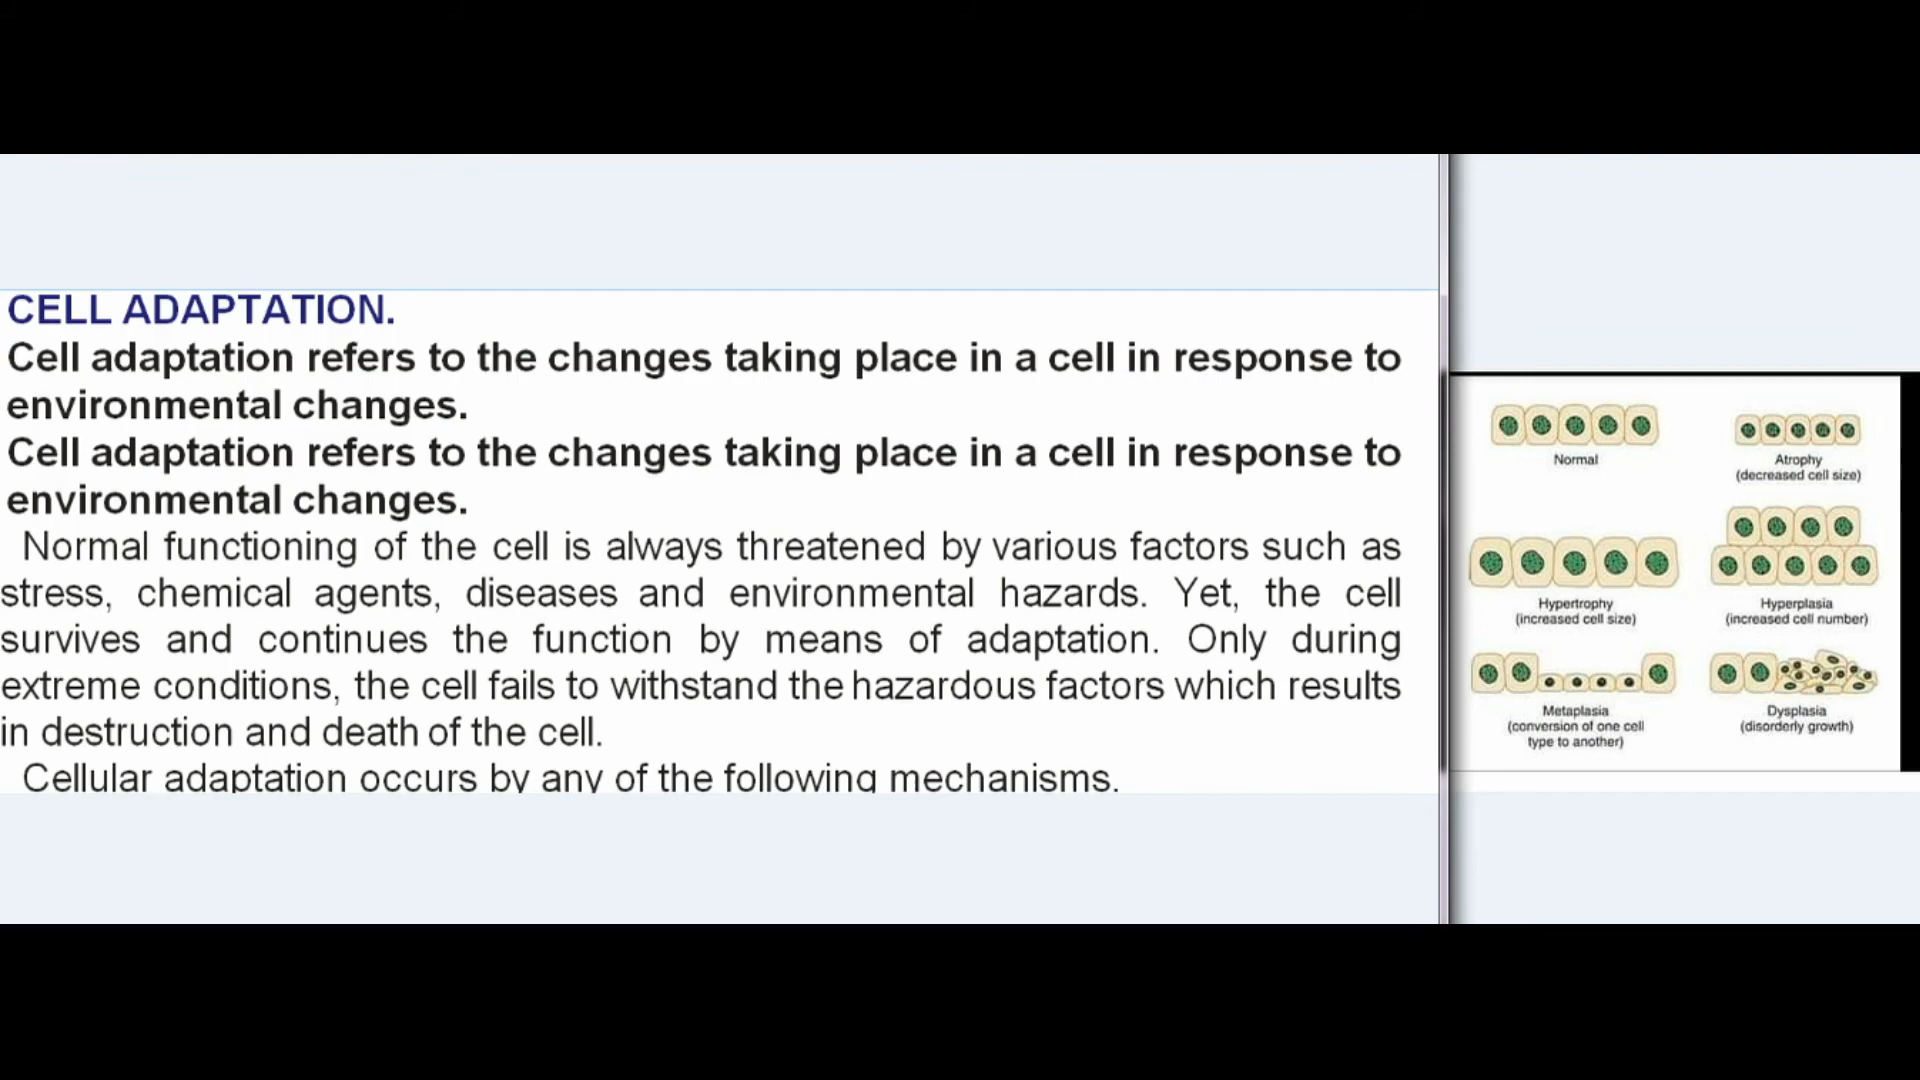 CELL ADAPTATION.
Cell adaptation refers to the changes taking place in a cell in response to
environmental changes.
Cell adaptation refers to the changes taking place in a cell in response to
environmental changes.
Normal functioning of the cell is always threatened by various factors such as
stress, chemical agents, diseases and environmental hazards. Yet, the cell
survives and continues the function by means of adaptation. Only during
extreme conditions, the cell fails to withstand the hazardous factors which results
in destruction and death of the cell.
Cellular adaptation occurs by any of the following mechanisms.
Normal
Atrophy
(decreased cell size)
Hypertrophy
(increased cell size)
Hyperplasia
(increased cell number)
Metaplasia
(conversion of one cell
type to another)
Dysplasia
(disorderly growth)